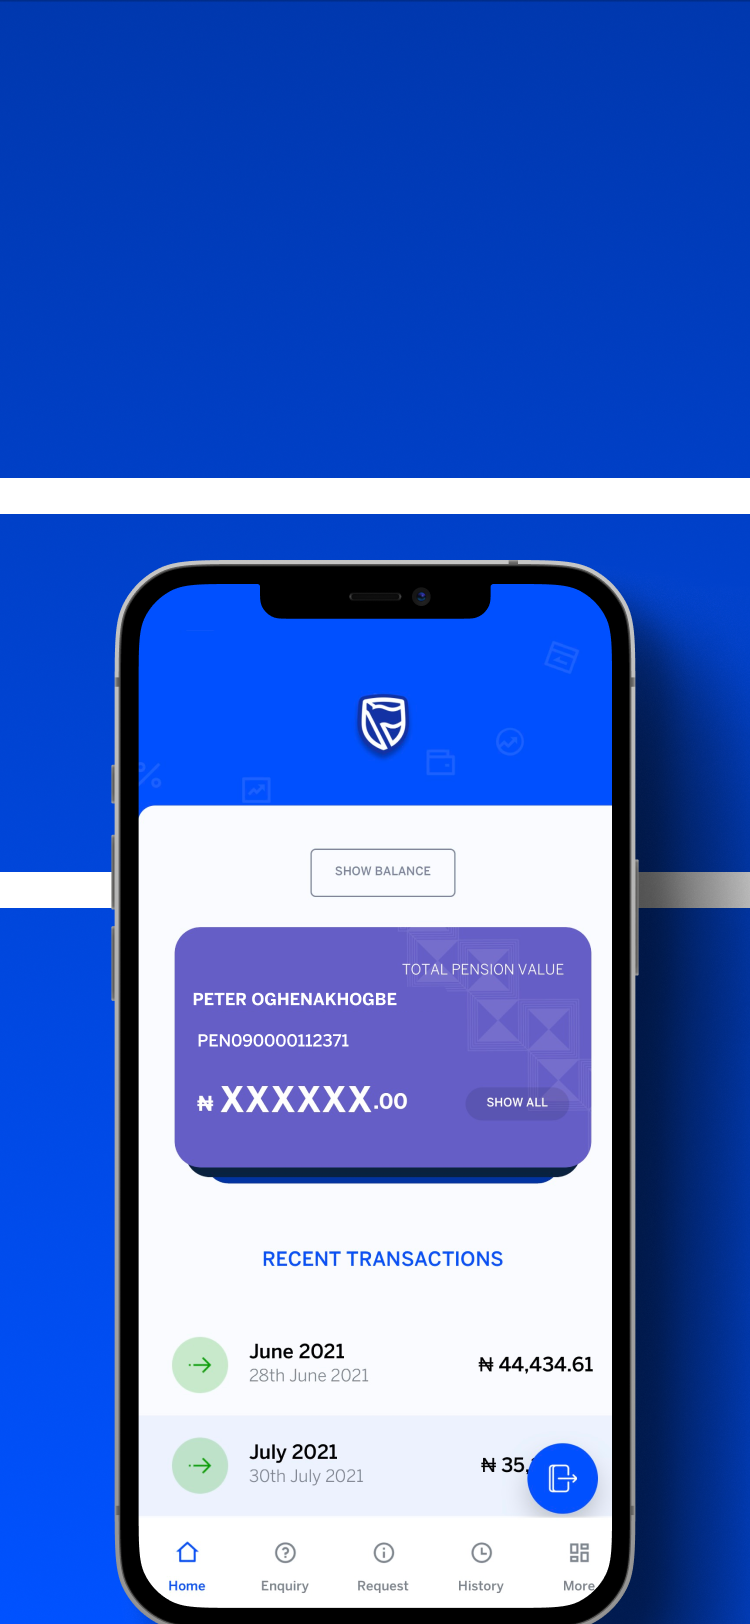 SHOW BALANCE
TOTAL PENSION VALUE
PETER OGHENAKHOGBE
PEN090000112371
₦ XXXXXX.00
SHOW ALL
RECENT TRANSACTIONS
June 2021
₦ 44,434.61
28th June 2021
July 2021
₦ 35,
30th July 2021
Home
Enquiry
Request
History
More